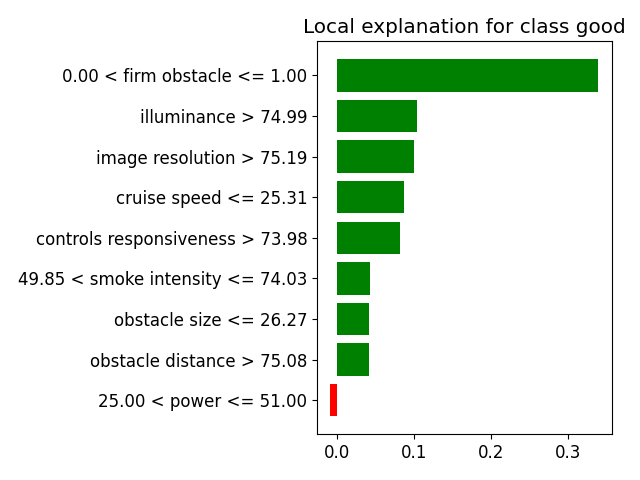 Local explanation for class good
0.00 < firm obstacle <= 1.00
illuminance > 74.99
image resolution > 75.19
cruise speed <= 25.31
controls responsiveness > 73.98
49.85 < smoke intensity <= 74.03
obstacle size <= 26.27
obstacle distance > 75.08
25.00 < power <= 51.00
0.0 0.1 0.2 0.3